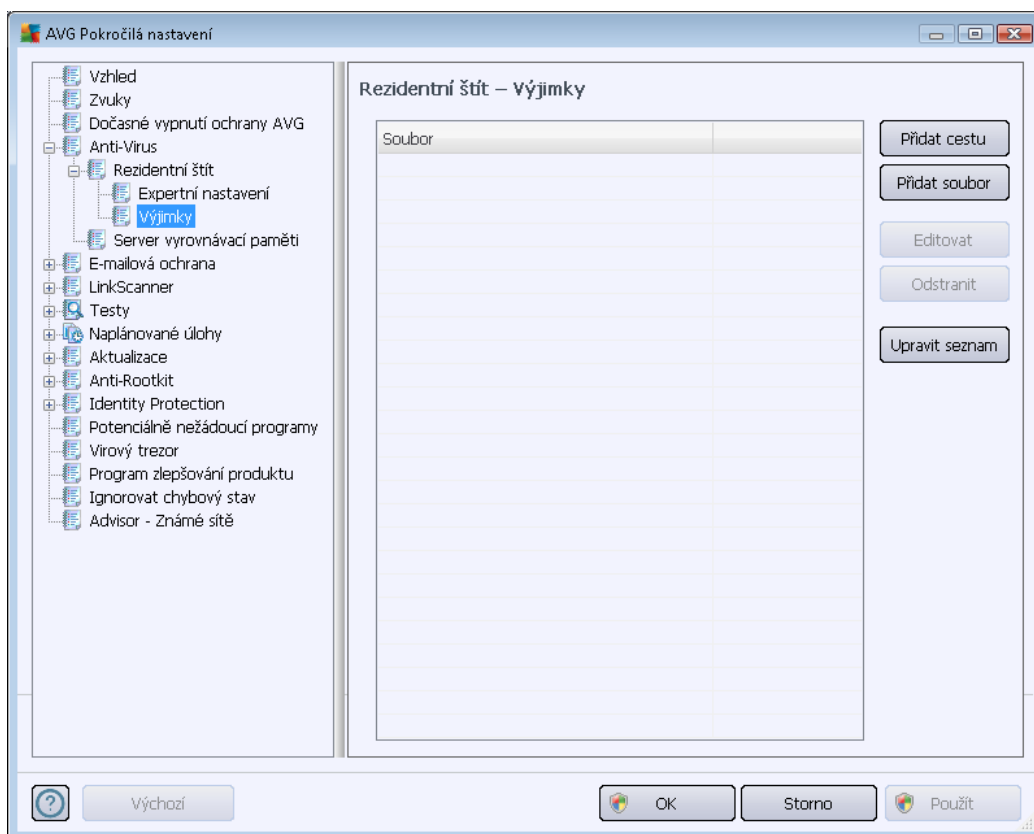 AVG Pokročilá nastavení
Vzhled
Zvuky
Dočasné vypnutí ochrany AVG
Anti-Virus
Rezidentní štít
Expertní nastavení
Výjimky
Server vyrovnávací paměti
E-mailová ochrana
LinkScanner
Testy
Naplánované úlohy
Aktualizace
Anti-Rootkit
Identity Protection
Potenciálně nežádoucí programy
Virový trezor
Program zlepšování produktu
Ignorovat chybový stav
Advisor - Známé sítě
Rezidentní štít – Výjimky
Soubor
Přidat cestu
Přidat soubor
Editovat
Odstranit
Upravit seznam
Výchozí
OK
Storno
Použít